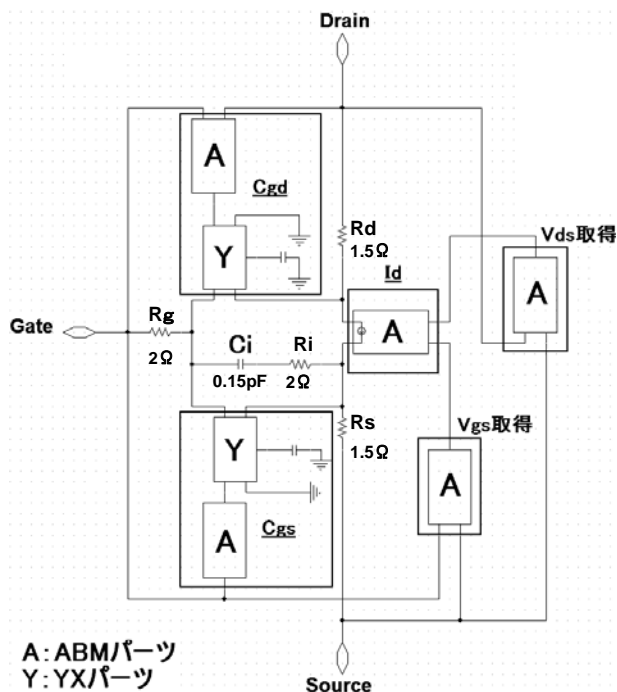 Drain
A
Cgd
Y
Rd
1.5Ω
Vds取得
A
Id
A
Gate
Rg
2Ω
Ci
0.15pF
Ri
2Ω
Rs
1.5Ω
Vgs取得
A
Y
A
Cgs
A:ABMパーツ
Y:YXパーツ
Source